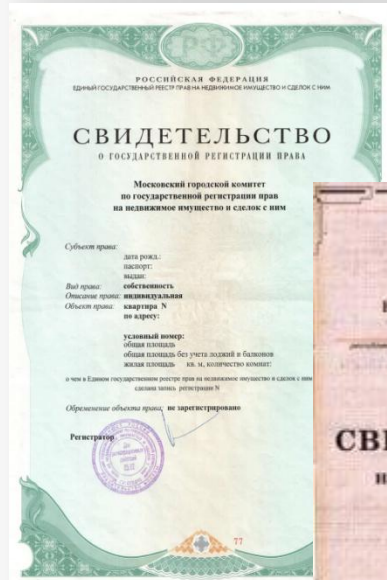 РФ
РОССИЙСКАЯ ФЕДЕРАЦИЯ
ЕДИНЫЙ ГОСУДАРСТВЕННЫЙ РЕЕСТР ПРАВ НА НЕДВИЖИМОЕ ИМУЩЕСТВО И СДЕЛОК С НИМ
СВИДЕТЕЛЬСТВО
О ГОСУДАРСТВЕННОЙ РЕГИСТРАЦИИ ПРАВА
Московский городской комитет
по государственной регистрации прав
на недвижимое имущество и сделок с ним
Субъект права:
дата рожд.:
паспорт:
выдан:
Вид права: собственность
Описание права: индивидуальная
Объект права: квартира N
по адресу:
условный номер:
общая площадь
общая площадь без учета лоджий и балконов
жилая площадь кв. м, количество комнат:
о чем в Едином государственном реестре прав на недвижимое имущество и сделок с ним
сделана запись регистрации N
Обременение объекта права: не зарегистрировано
Регистратор
77
СВИ